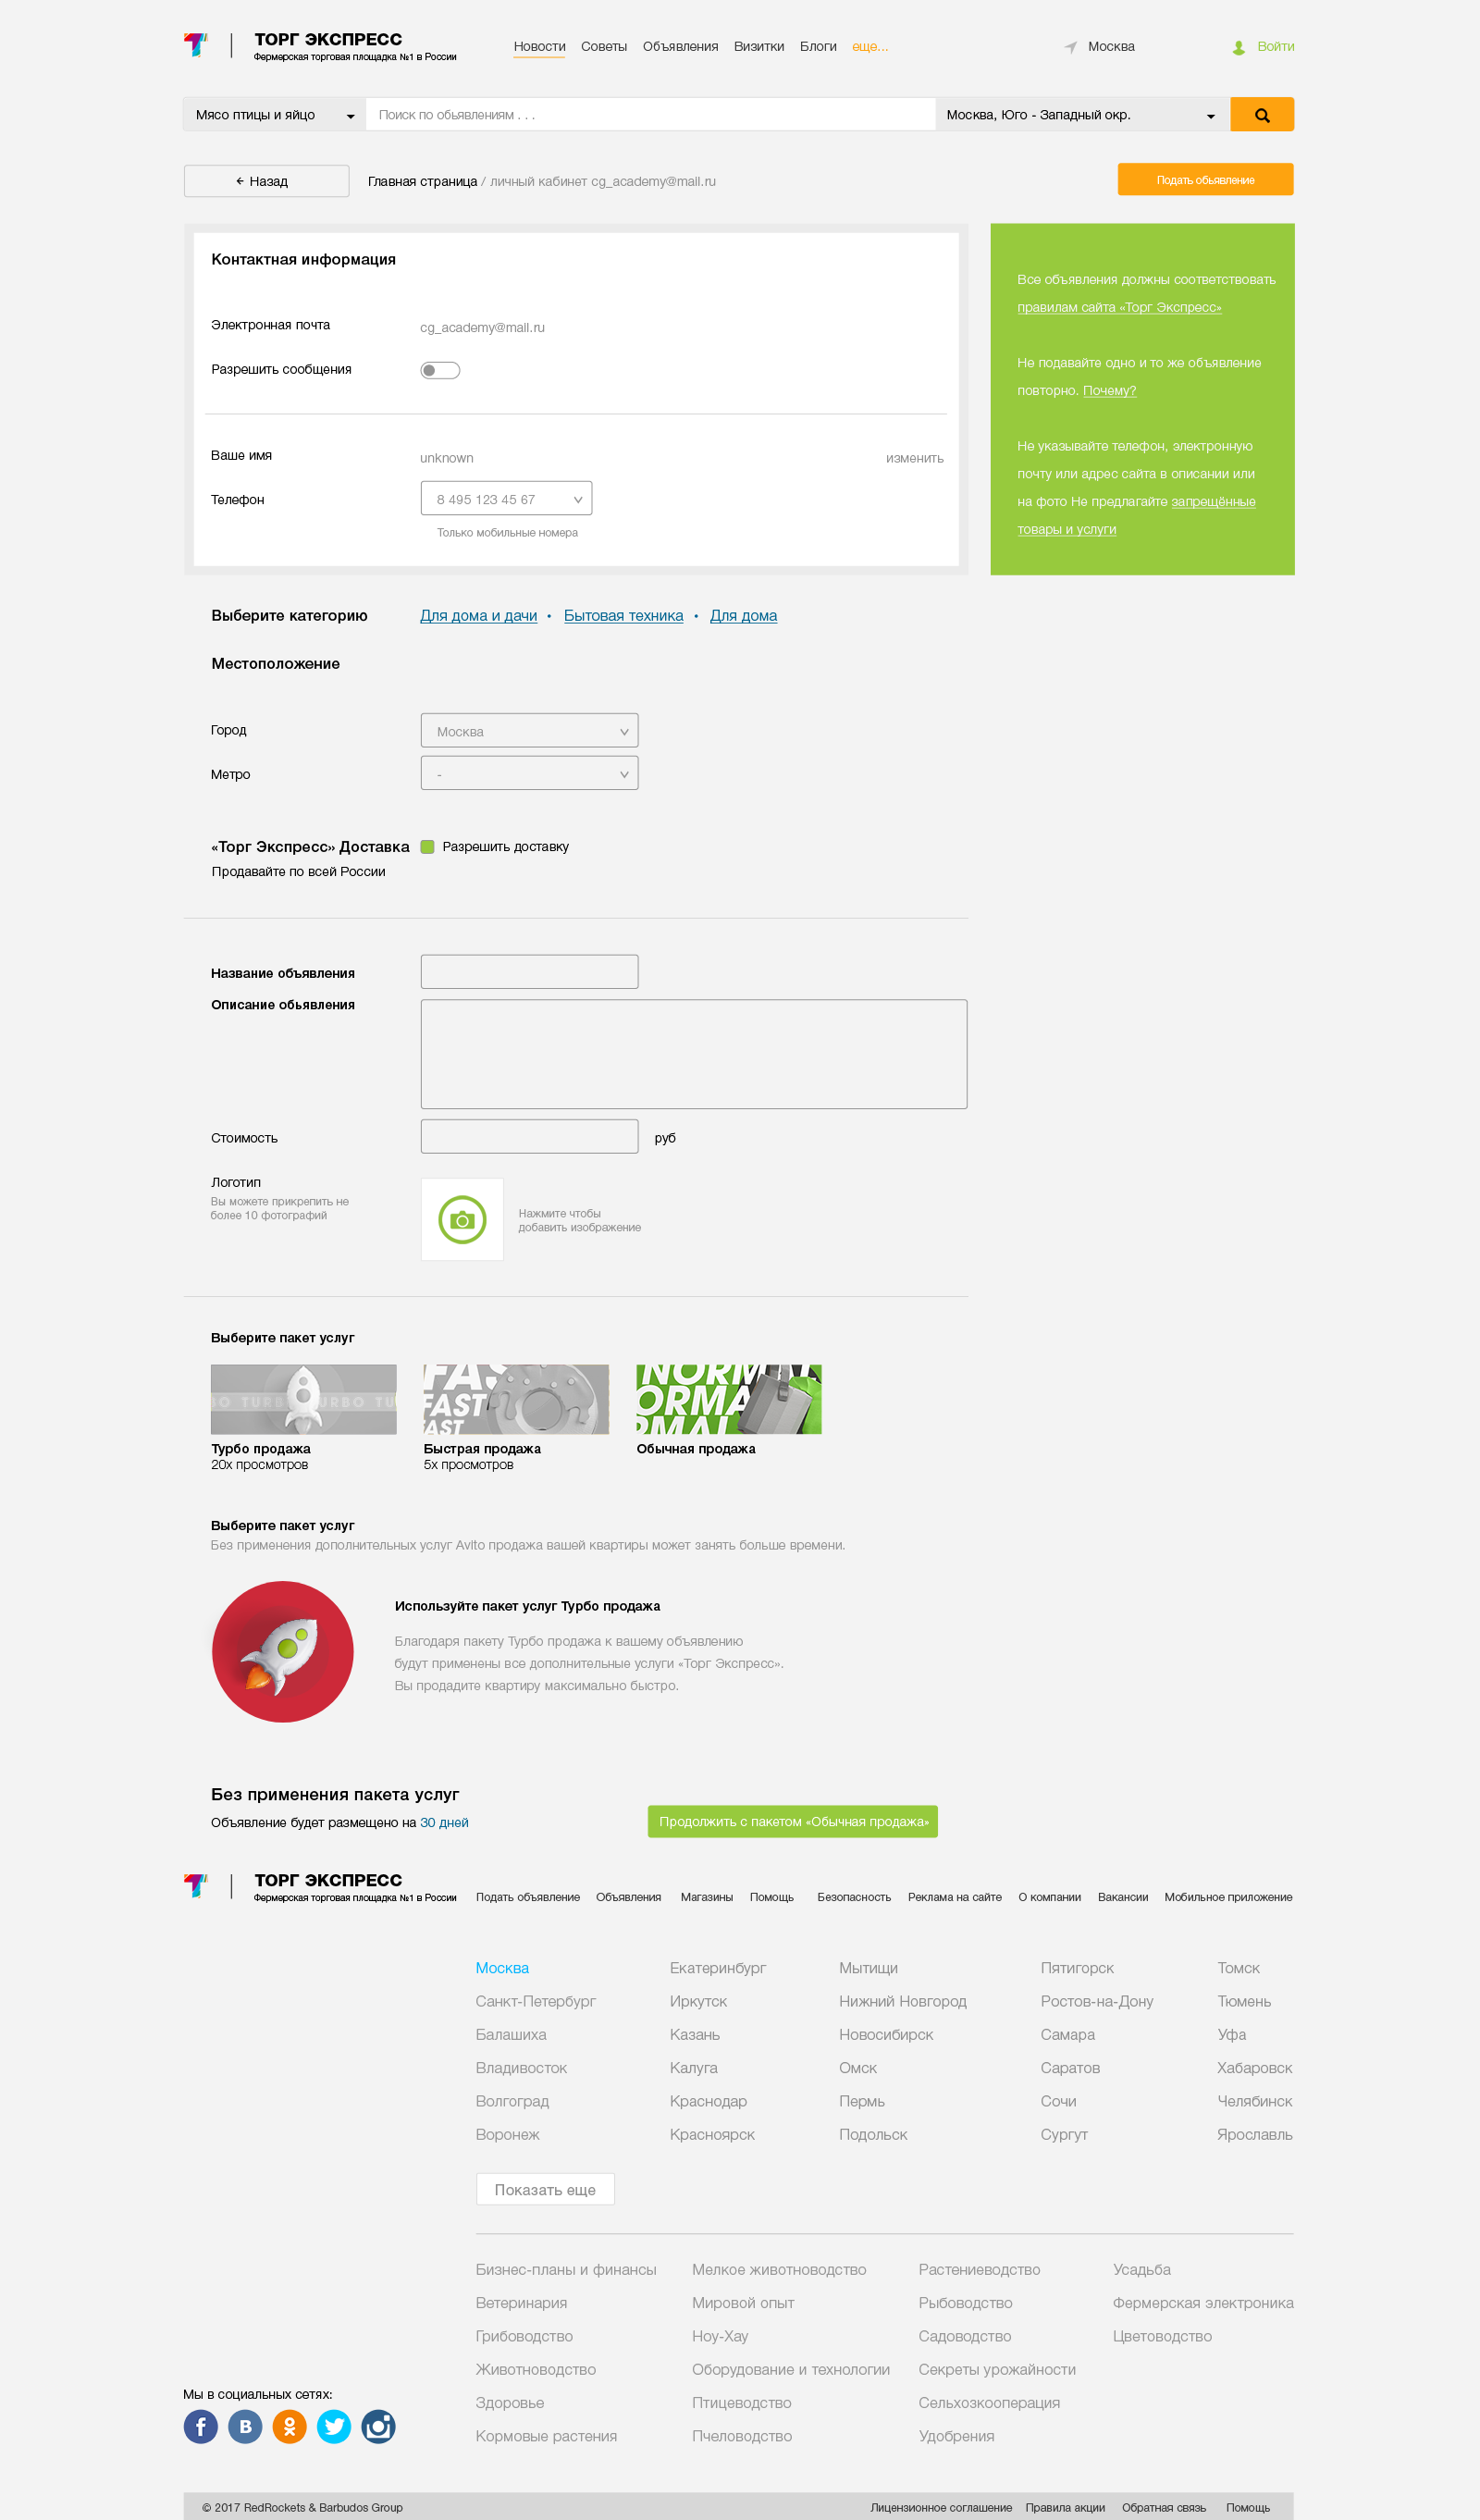 ТОРГ ЭКСПРЕСС
Фермерская торговая площадка №1 в России
Новости Советы Объявления Визитки Блоги еще...
Москва
Войти
Мясо птицы и яйцо
Поиск по обьявлениям . . .
Москва, Юго - Западный окр.
Назад
Главная страница / личный кабинет cg_academy@mail.ru
Подать обьявление
Контактная информация
Электронная почта cg_academy@mail.ru
Разрешить сообщения
Ваше имя unknown изменить
Телефон 8 495 123 45 67
Только мобильные номера
Все объявления должны соответствовать
правилам сайта «Торг Экспресс»
Не подавайте одно и то же объявление
повторно. Почему?
Не указывайте телефон, электронную
почту или адрес сайта в описании или
на фото Не предлагайте запрещённые
товары и услуги
Выберите категорию Для дома и дачи • Бытовая техника • Для дома
Местоположение
Город Москва
Метро -
«Торг Экспресс» Доставка Разрешить доставку
Продавайте по всей России
Название объявления
Описание обьявления
Стоимость руб
Логотип
Вы можете прикрепить не
более 10 фотографий
Нажмите чтобы
добавить изображение
Выберите пакет услуг
BO TURB TURBO TU
FAS
FAST
FAST
NORM
ORMA
RMAL
Турбо продажа
20х просмотров
Быстрая продажа
5х просмотров
Обычная продажа
Выберите пакет услуг
Без применения дополнительных услуг Avito продажа вашей квартиры может занять больше времени.
Используйте пакет услуг Турбо продажа
Благодаря пакету Турбо продажа к вашему объявлению
будут применены все дополнительные услуги «Торг Экспресс».
Вы продадите квартиру максимально быстро.
Без применения пакета услуг
Объявление будет размещено на 30 дней
Продолжить с пакетом «Обычная продажа»
ТОРГ ЭКСПРЕСС
Фермерская торговая площадка №1 в России
Подать объявление Объявления Магазины Помощь Безопасность Реклама на сайте О компании Вакансии Мобильное приложение
Москва Екатеринбург Мытищи Пятигорск Томск
Санкт-Петербург Иркутск Нижний Новгород Ростов-на-Дону Тюмень
Балашиха Казань Новосибирск Самара Уфа
Владивосток Калуга Омск Саратов Хабаровск
Волгоград Краснодар Пермь Сочи Челябинск
Воронеж Красноярск Подольск Сургут Ярославль
Показать еще
Бизнес-планы и финансы Мелкое животноводство Растениеводство Усадьба
Ветеринария Мировой опыт Рыбоводство Фермерская электроника
Грибоводство Ноу-Хау Садоводство Цветоводство
Животноводство Оборудование и технологии Секреты урожайности
Здоровье Птицеводство Сельхозкооперация
Кормовые растения Пчеловодство Удобрения
Мы в социальных сетях:
© 2017 RedRockets & Barbudos Group
Лицензионное соглашение Правила акции Обратная связь Помощь